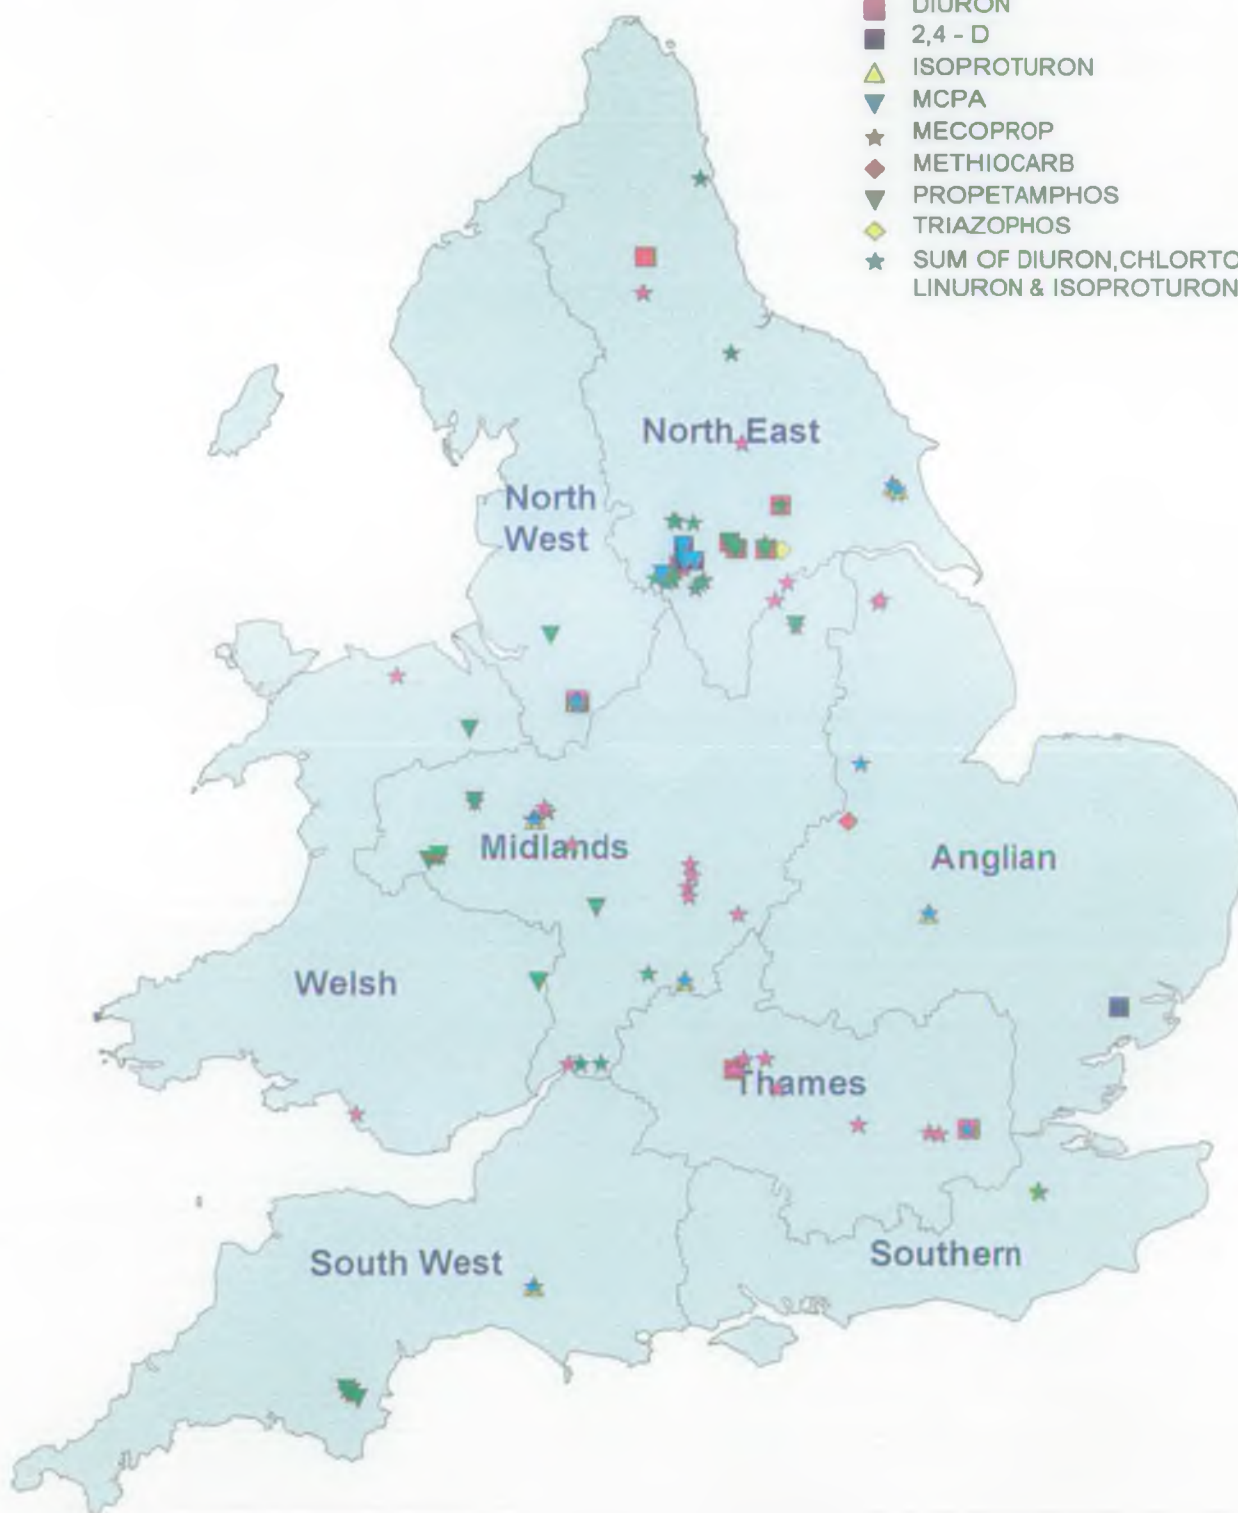 DIURON
2,4 - D
ISOPROTURON
MCPA
MECOPROP
METHIOCARB
PROPETAMPHOS
TRIAZOPHOS
SUM OF DIURON,CHLORTO
LINURON & ISOPROTURON
North East
North
West
Midlands
Anglian
Welsh
Thames
Southern
South West